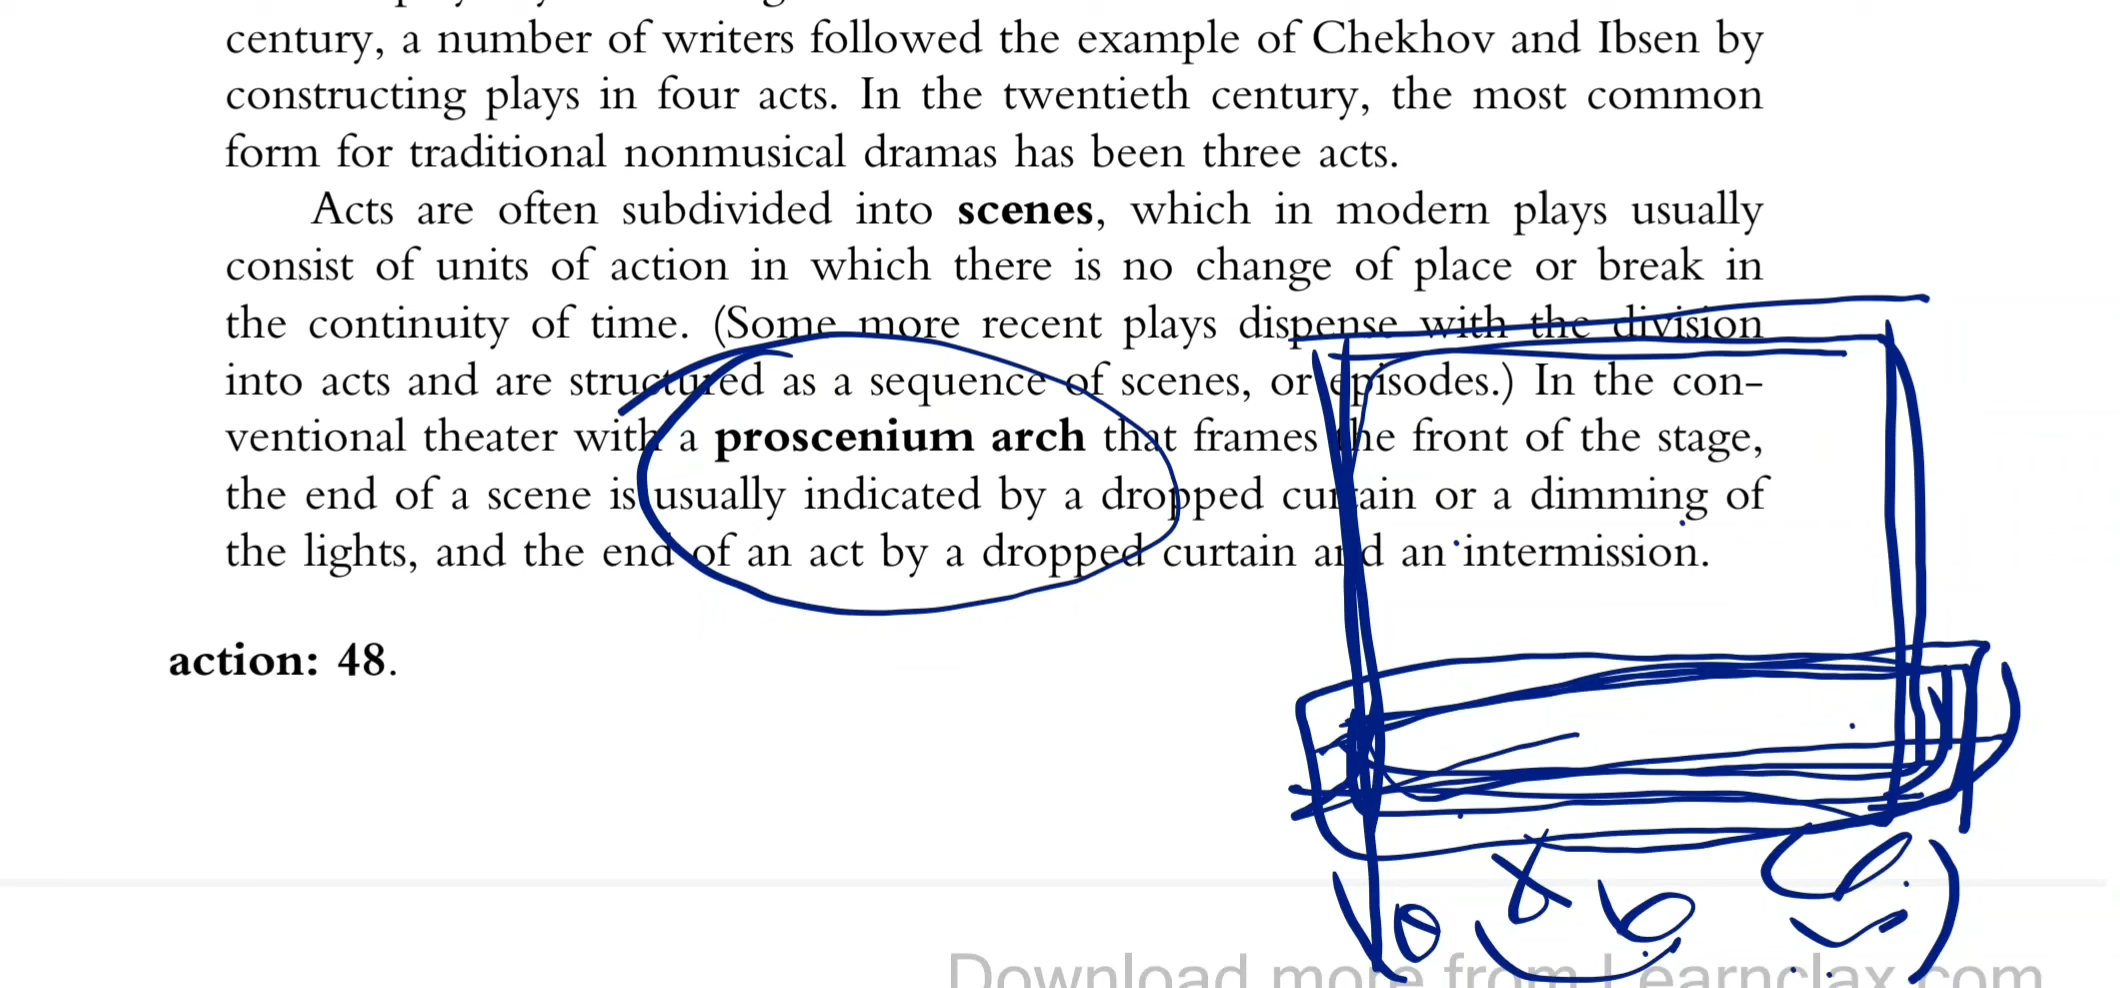 century, a number of writers followed the example of Chekhov and Ibsen by
constructing plays in four acts. In the twentieth century, the most common
form for traditional nonmusical dramas has been three acts.
Acts are often subdivided into scenes, which in modern plays usually
consist of units of action in which there is no change of place or break in
the continuity of time. (Some more recent plays dispense with the division
into acts and are structured as a sequence of scenes, or episodes.) In the con-
ventional theater with a proscenium arch that frames the front of the stage,
the end of a scene is usually indicated by a dropped curtain or a dimming of
the lights, and the end of an act by a dropped curtain and an intermission.
action: 48.
Download more from Learnclax.com